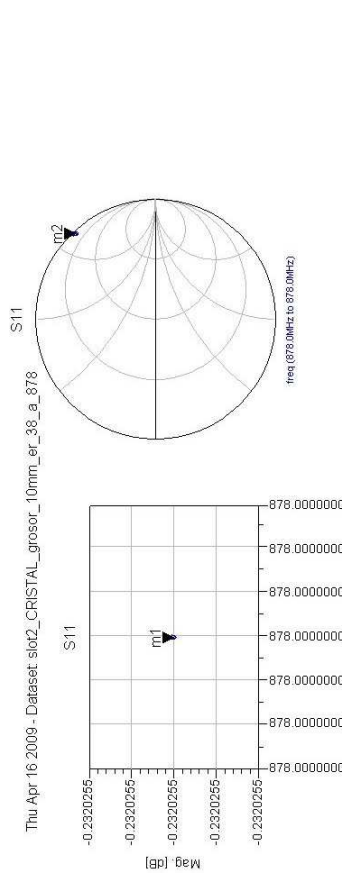 Thu Apr 16 2009 - Dataset: slot2_CRISTAL_grosor_10mm_er_38_a_878
S11
m1
Mag. [dB]
-0.2320255
-0.2320255
-0.2320255
-0.2320255
-0.2320255
878.0000000
878.0000000
878.0000000
878.0000000
878.0000000
878.0000000
878.0000000
S11
m2
freq (878.0MHz to 878.0MHz)